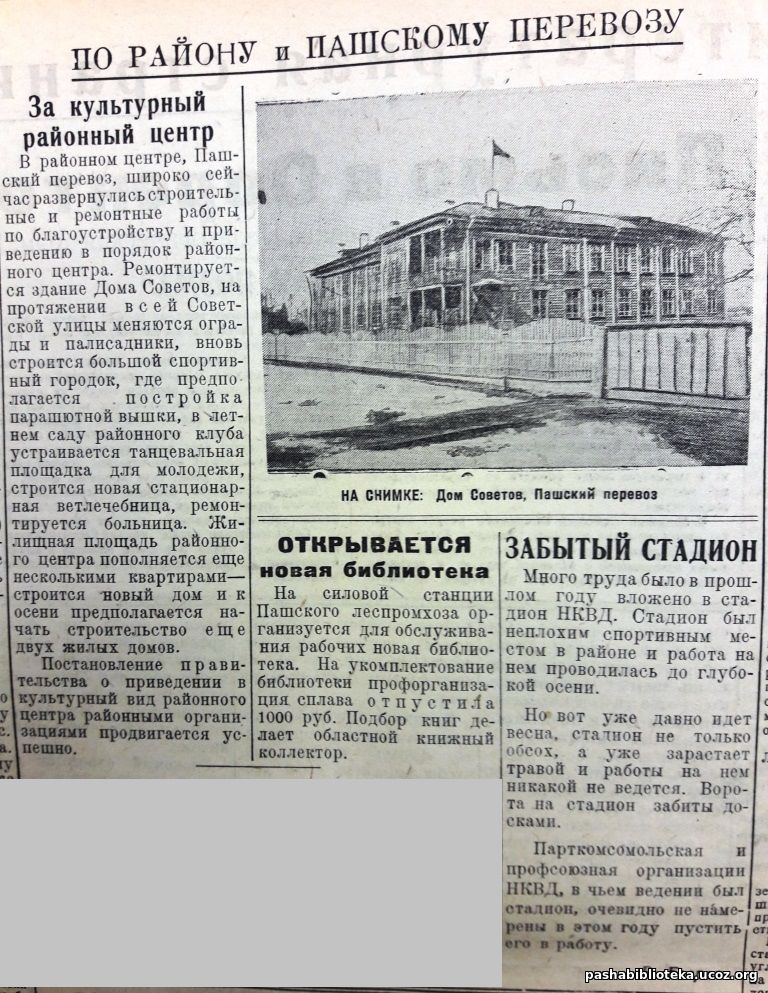 ПО РАЙОНУ и ПАШСКОМУ ПЕРЕВОЗУ
За культурный
районный центр
В районном центре, Паш-
ский перевоз, широко сей-
час развернулись строитель-
ные и ремонтные работы
по благоустройству и при-
ведению в порядок район-
ного центра. Ремонтирует-
ся здание Дома Советов, на
протяжении всей Совет-
ской улицы меняются огра-
ды и палисадники, вновь
строится большой спортив-
ный городок, где предпо-
лагается постройка
парашютной вышки, в лет-
нем саду районного клуба
устраивается танцевальная
площадка для молодежи,
строится новая стационар-
ная ветлечебница, ремон-
тируется больница. Жи-
лищная площадь районно-
го центра пополняется еще
несколькими квартирами—
строится новый дом и к
осени предполагается на-
чать строительство еще
двух жилых домов.
Постановление прави-
тельства о приведении в
культурный вид районного
центра районными органи-
зациями продвигается ус-
пешно.
НА СНИМКЕ: Дом Советов, Пашский перевоз
ОТКРЫВАЕТСЯ
новая библиотека
На силовой станции
Пашского леспромхоза ор-
ганизуется для обслужива-
ния рабочих новая библио-
тека. На укомплектование
библиотеки профорганиза-
ция сплава отпустила
1000 руб. Подбор книг де-
лает областной книжный
коллектор.
ЗАБЫТЫЙ СТАДИОН
Много труда было в прош-
лом году вложено в ста-
дион НКВД. Стадион был
неплохим спортивным ме-
стом в районе и работа на
нем проводилась до глубо-
кой осени.
Но вот уже давно идет
весна, стадион не только
обсох, а уже зарастает
травой и работы на нем
никакой не ведется. Воро-
та на стадион забиты до-
сками.
Парткомсомольская и
профсоюзная организации
НКВД, в чьем ведении был
стадион, очевидно не наме-
рены в этом году пустить
его в работу.
pashabiblioteka.ucoz.org